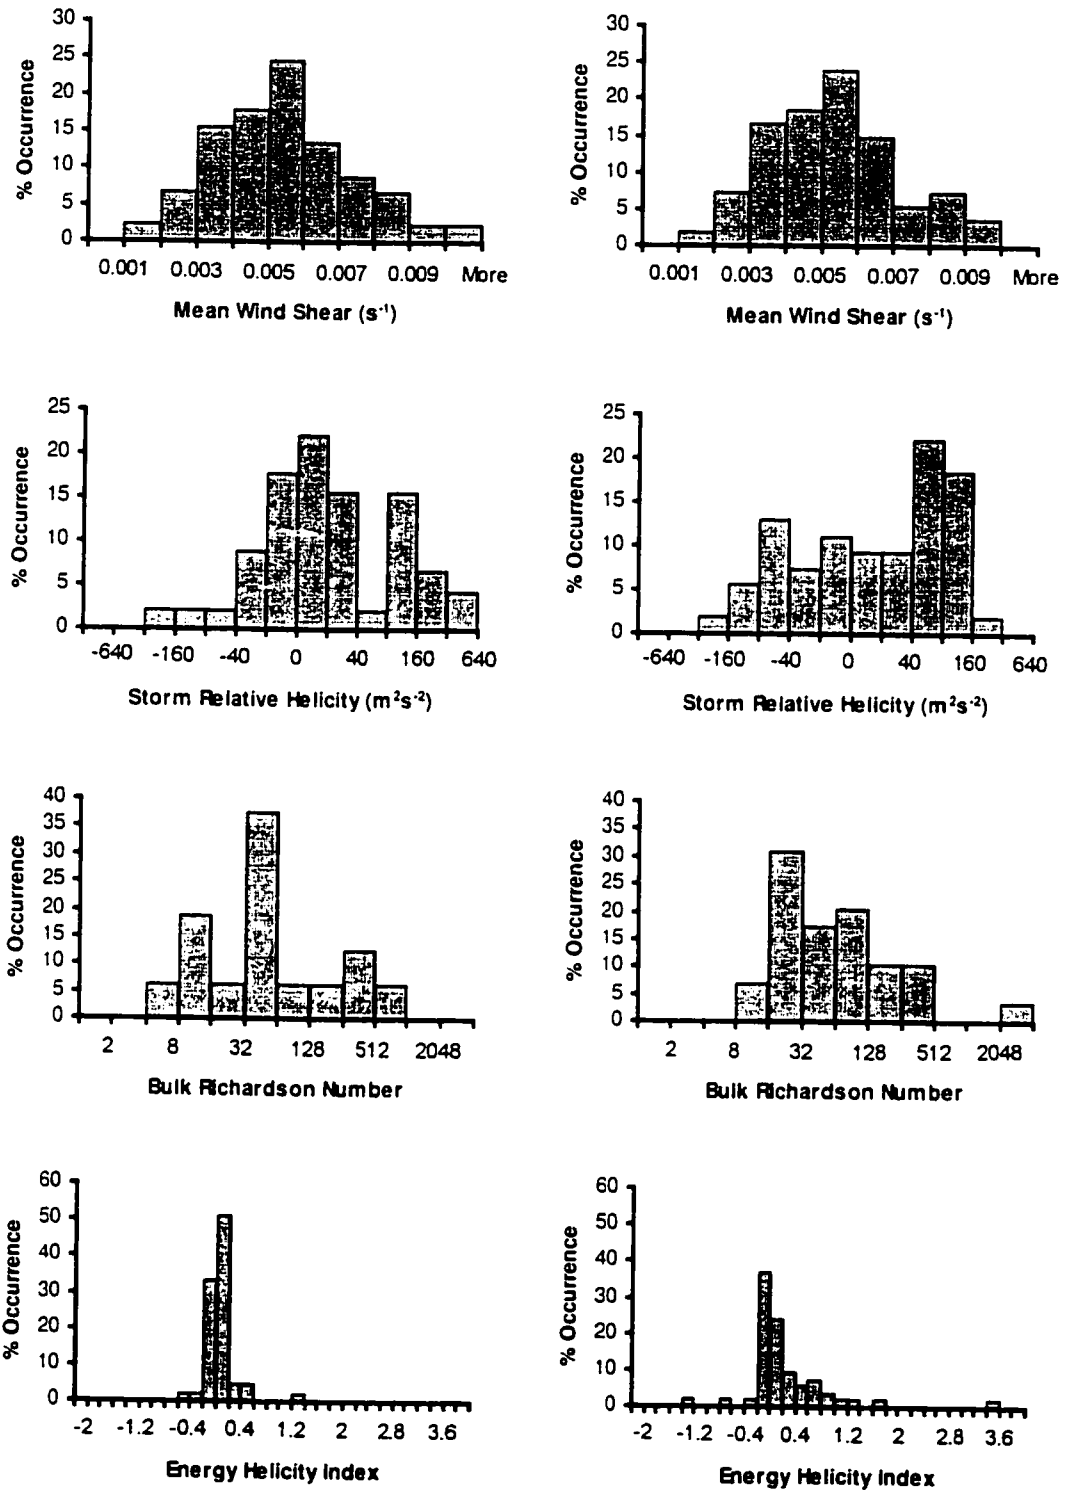 30
25
20
15
10
5
0
% Occurrence
0.001 0.003 0.005 0.007 0.009 More
Mean Wind Shear (s⁻¹)
30
25
20
15
10
5
0
% Occurrence
0.001 0.003 0.005 0.007 0.009 More
Mean Wind Shear (s⁻¹)
25
20
15
10
5
0
% Occurrence
-640 -160 -40 0 40 160 640
Storm Relative Helicity (m²s⁻²)
25
20
15
10
5
0
% Occurrence
-640 -160 -40 0 40 160 640
Storm Relative Helicity (m²s⁻²)
40
35
30
25
20
15
10
5
0
% Occurrence
2 8 32 128 512 2048
Bulk Richardson Number
40
35
30
25
20
15
10
5
0
% Occurrence
2 8 32 128 512 2048
Bulk Richardson Number
60
50
40
30
20
10
0
% Occurrence
-2 -1.2 -0.4 0.4 1.2 2 2.8 3.6
Energy Helicity Index
60
50
40
30
20
10
0
% Occurrence
-2 -1.2 -0.4 0.4 1.2 2 2.8 3.6
Energy Helicity Index